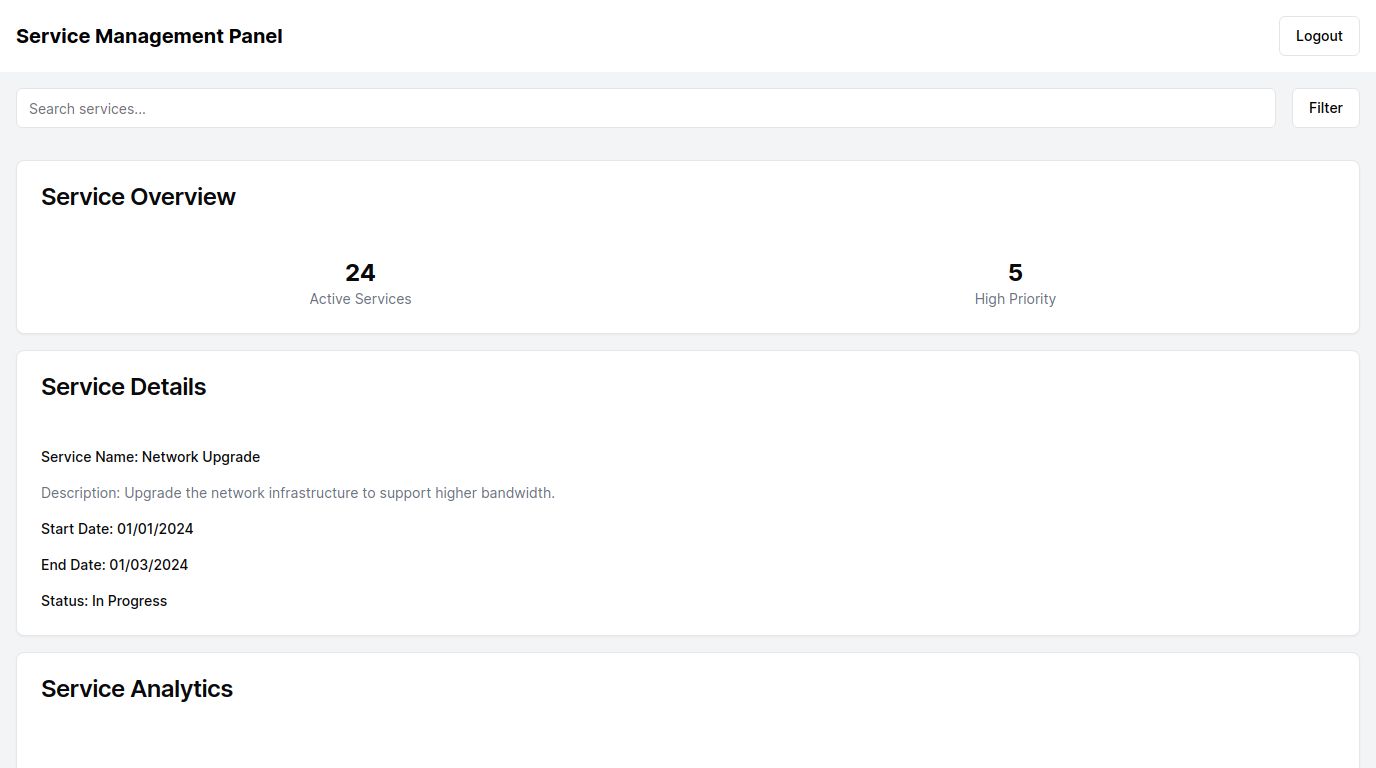 Service Management Panel
Logout
Search services...
Filter
Service Overview
24
Active Services
5
High Priority
Service Details
Service Name: Network Upgrade
Description: Upgrade the network infrastructure to support higher bandwidth.
Start Date: 01/01/2024
End Date: 01/03/2024
Status: In Progress
Service Analytics